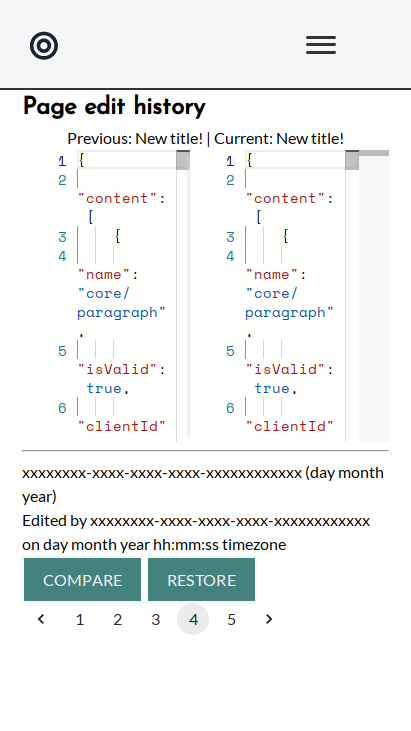 Page edit history
Previous: New title! | Current: New title!
1 { 1 {
2 2
"content": "content":
[ [
3 { 3 {
4 4
"name": "name":
"core/ "core/
paragraph" paragraph"
, ,
5 5
"isValid": "isValid":
true, true,
6 6
"clientId" "clientId"
xxxxxxxx-xxxx-xxxx-xxxx-xxxxxxxxxxxx (day month
year)
Edited by xxxxxxxx-xxxx-xxxx-xxxx-xxxxxxxxxxxx
on day month year hh:mm:ss timezone
COMPARE RESTORE
1 2 3 4 5